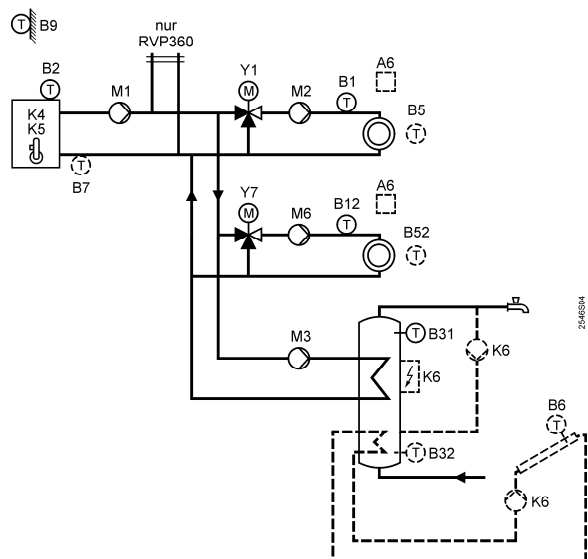 T B9
nur
RVP360
B2
T
M1
Y1
M
M2
B1
T
A6
K4
K5
B5
T
T
B7
A6
Y7
M
M6
B12
T
B52
T
2546S04
M3
T B31
K6
K6
B6
T
T B32
K6